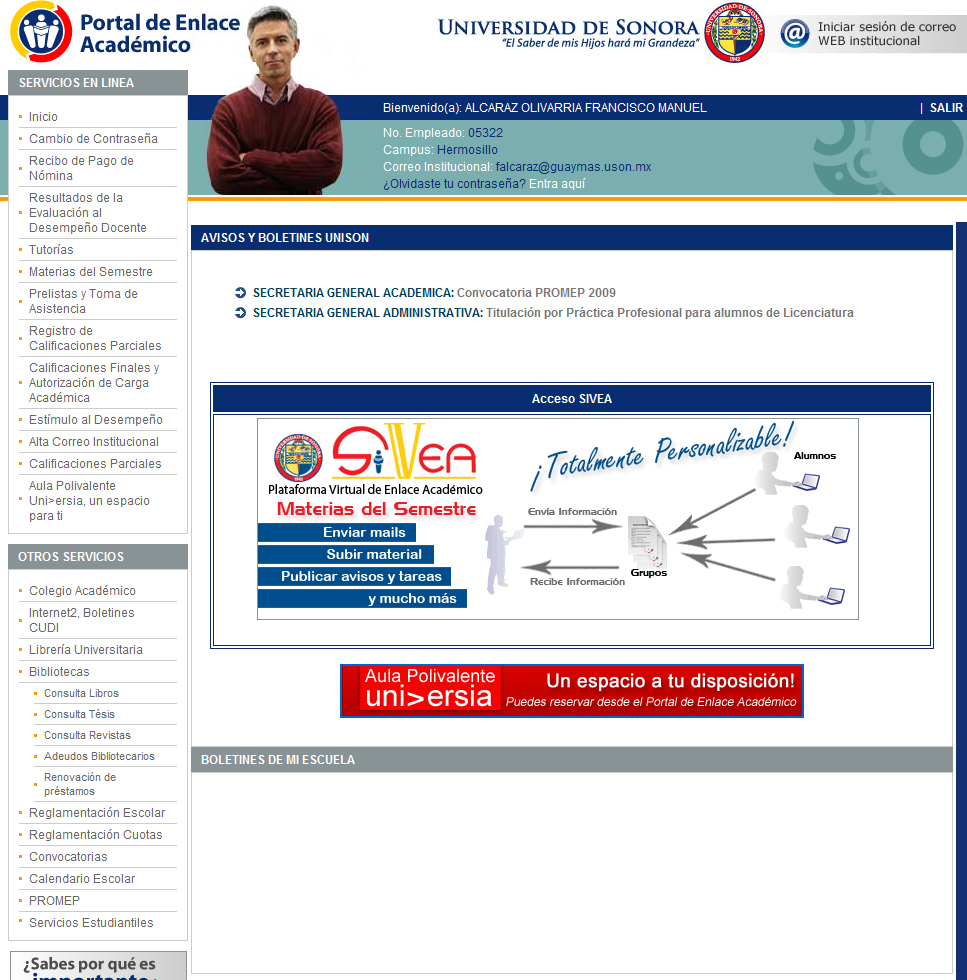 Portal de Enlace
Académico
UNIVERSIDAD DE SONORA
"El Saber de mis Hijos hará mi Grandeza"
Iniciar sesión de correo
WEB institucional
SERVICIOS EN LINEA
Inicio
Cambio de Contraseña
Recibo de Pago de
Nómina
Resultados de la
Evaluación al
Desempeño Docente
Tutorías
Materias del Semestre
Prelistas y Toma de
Asistencia
Registro de
Calificaciones Parciales
Calificaciones Finales y
Autorización de Carga
Académica
Estímulo al Desempeño
Alta Correo Institucional
Calificaciones Parciales
Aula Polivalente
Uni>ersia, un espacio
para ti
OTROS SERVICIOS
Colegio Académico
Internet2, Boletines
CUDI
Librería Universitaria
Bibliotecas
Consulta Libros
Consulta Tésis
Consulta Revistas
Adeudos Bibliotecarios
Renovación de
préstamos
Reglamentación Escolar
Reglamentación Cuotas
Convocatorias
Calendario Escolar
PROMEP
Servicios Estudiantiles
¿Sabes por qué es
importante
Bienvenido(a): ALCARAZ OLIVARRIA FRANCISCO MANUEL
| SALIR
No. Empleado: 05322
Campus: Hermosillo
Correo Institucional: falcaraz@guaymas.uson.mx
¿Olvidaste tu contraseña? Entra aquí
AVISOS Y BOLETINES UNISON
SECRETARIA GENERAL ACADEMICA: Convocatoria PROMEP 2009
SECRETARIA GENERAL ADMINISTRATIVA: Titulación por Práctica Profesional para alumnos de Licenciatura
Acceso SIVEA
SiVEA
Plataforma Virtual de Enlace Académico
Materias del Semestre
Enviar mails
Subir material
Publicar avisos y tareas
y mucho más
¡Totalmente Personalizable!
Alumnos
Envía Información
Grupos
Recibe Información
Aula Polivalente
uni>ersia
Un espacio a tu disposición!
Puedes reservar desde el Portal de Enlace Académico
BOLETINES DE MI ESCUELA